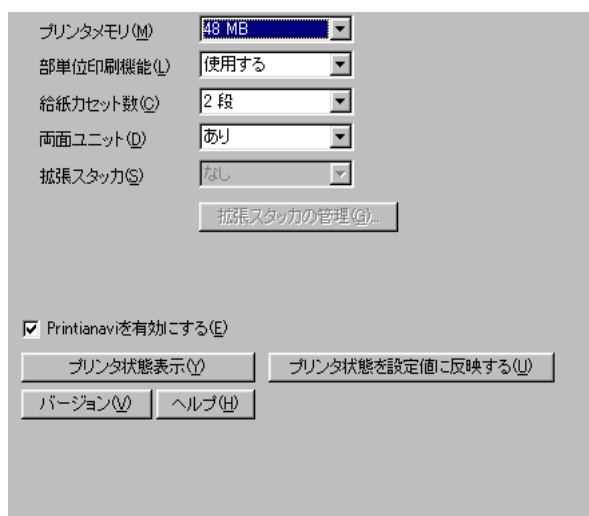 プリンタメモリ(M) 48 MB
部単位印刷機能(L) 使用する
給紙カセット数(C) 2 段
両面ユニット(D) あり
拡張スタッカ(S) なし
拡張スタッカの管理(G)...
Printianaviを有効にする(E)
プリンタ状態表示(Y) プリンタ状態を設定値に反映する(U)
バージョン(V) ヘルプ(H)